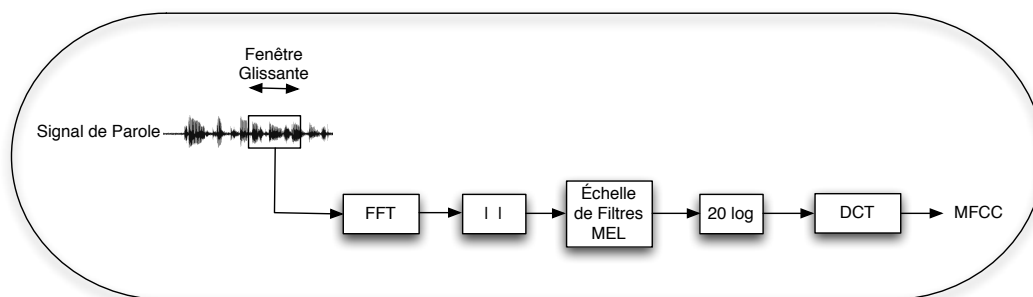 Fenêtre
Glissante
Signal de Parole
FFT
| |
Échelle
de Filtres
MEL
20 log
DCT
MFCC